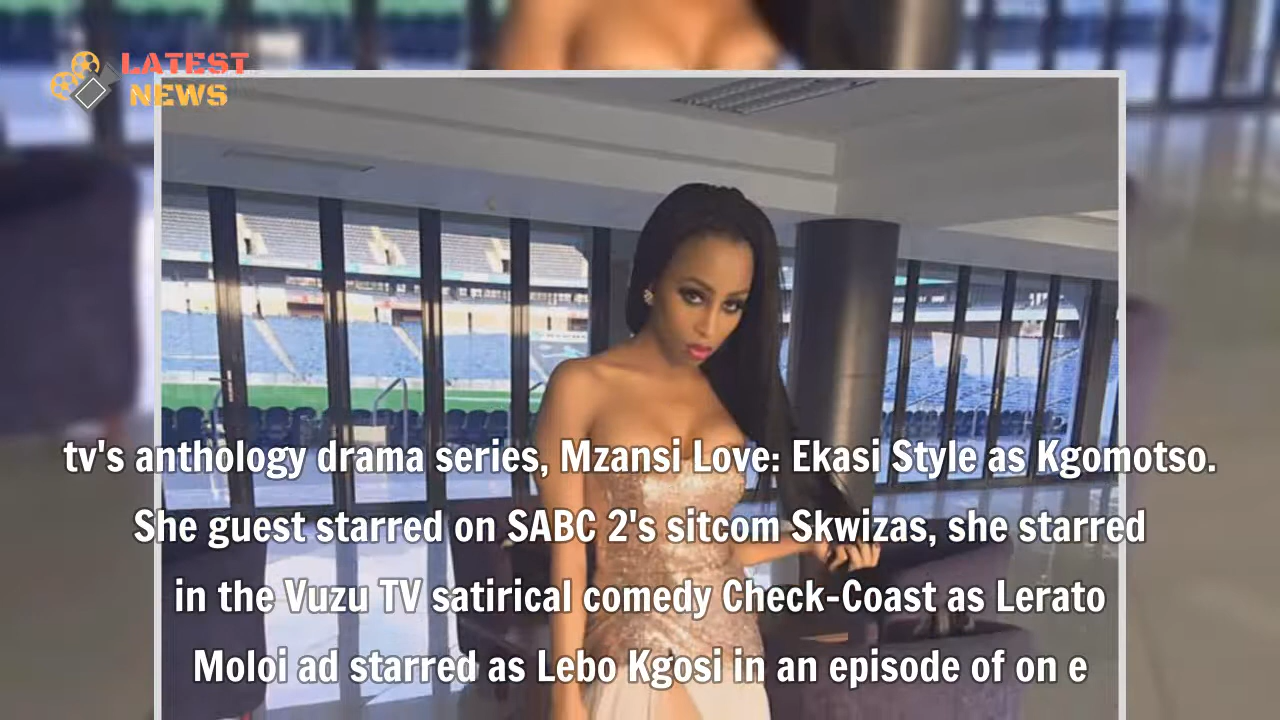 LATEST
NEWS
tv's anthology drama series, Mzansi Love: Ekasi Style as Kgomotso.
She guest starred on SABC 2's sitcom Skwizas, she starred
in the Vuzu TV satirical comedy Check-Coast as Lerato
Moloi ad starred as Lebo Kgosi in an episode of on e